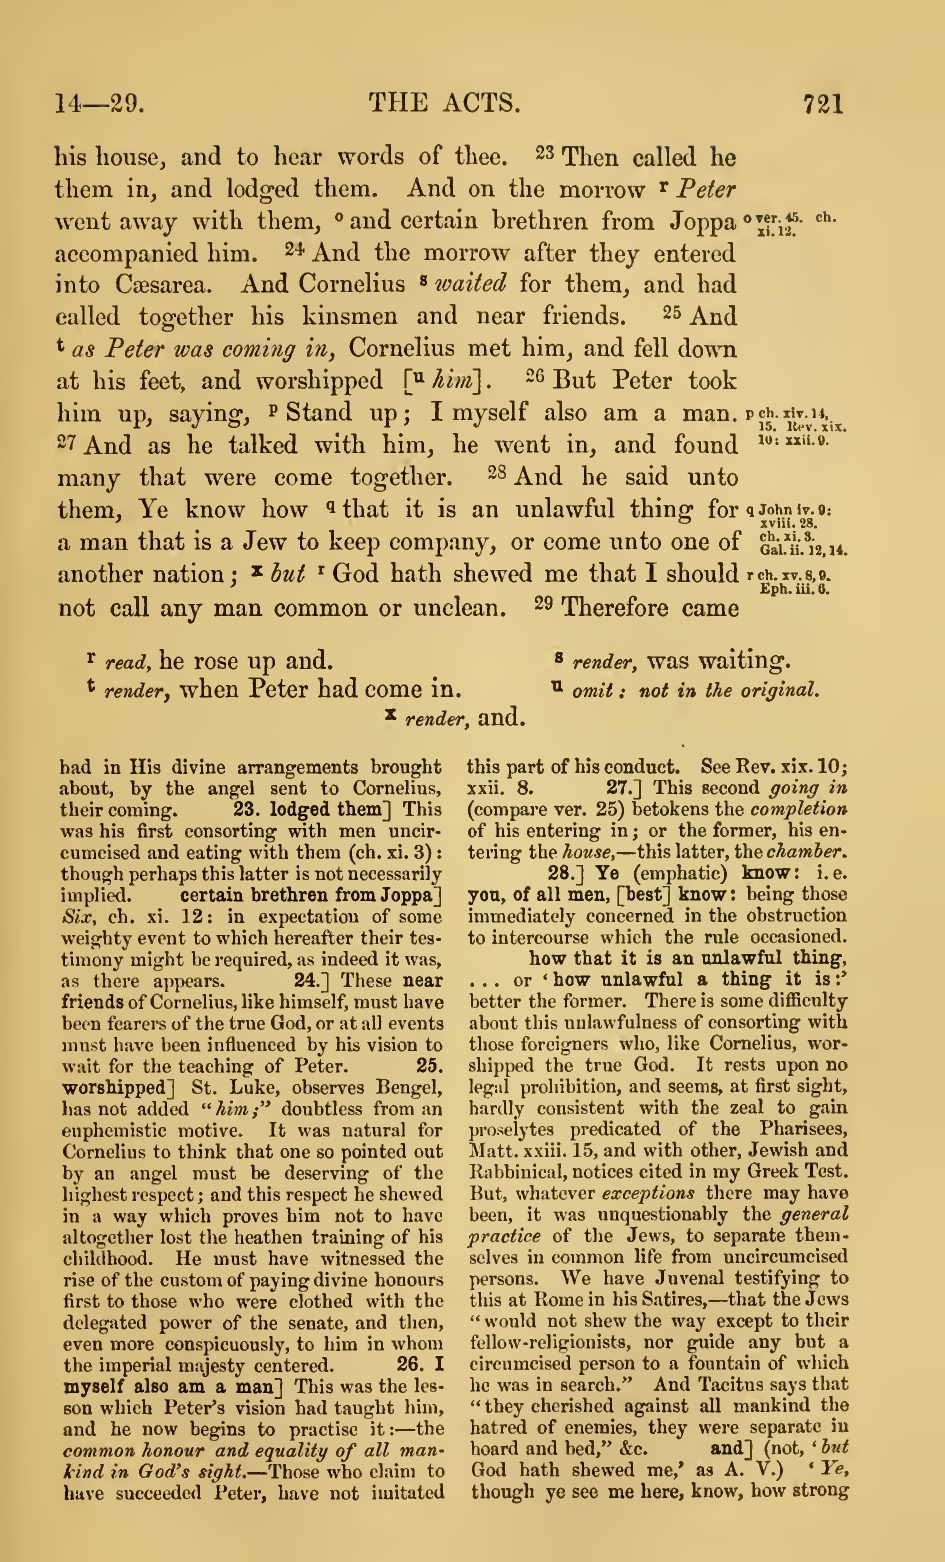 14—29. THE ACTS. 721
his house, and to hear words of thee. 23 Then called he
them in, and lodged them. And on the morrow r Peter
went away with them, o and certain brethren from Joppa
o ver. 45. ch.
xi. 12.
accompanied him. 24 And the morrow after they entered
into Cæsarea. And Cornelius s waited for them, and had
called together his kinsmen and near friends. 25 And
t as Peter was coming in, Cornelius met him, and fell down
at his feet, and worshipped [u him]. 26 But Peter took
him up, saying, p Stand up; I myself also am a man.
p ch. xiv. 14,
15. Rev. xix.
10: xxii. 9.
27 And as he talked with him, he went in, and found
many that were come together. 28 And he said unto
them, Ye know how q that it is an unlawful thing for
q John iv. 9:
xviii. 28.
ch. xi. 3.
Gal. ii. 12, 14.
a man that is a Jew to keep company, or come unto one of
another nation; x but r God hath shewed me that I should
r ch. xv. 8, 9.
Eph. iii. 6.
not call any man common or unclean. 29 Therefore came
r read, he rose up and.
s render, was waiting.
t render, when Peter had come in.
u omit: not in the original.
x render, and.
had in His divine arrangements brought
about, by the angel sent to Cornelius,
their coming. 23. lodged them] This
was his first consorting with men uncir-
cumcised and eating with them (ch. xi. 3):
though perhaps this latter is not necessarily
implied. certain brethren from Joppa]
Six, ch. xi. 12: in expectation of some
weighty event to which hereafter their tes-
timony might be required, as indeed it was,
as there appears. 24.] These near
friends of Cornelius, like himself, must have
been fearers of the true God, or at all events
must have been influenced by his vision to
wait for the teaching of Peter. 25.
worshipped] St. Luke, observes Bengel,
has not added "him;" doubtless from an
euphemistic motive. It was natural for
Cornelius to think that one so pointed out
by an angel must be deserving of the
highest respect; and this respect he shewed
in a way which proves him not to have
altogether lost the heathen training of his
childhood. He must have witnessed the
rise of the custom of paying divine honours
first to those who were clothed with the
delegated power of the senate, and then,
even more conspicuously, to him in whom
the imperial majesty centered. 26. I
myself also am a man] This was the les-
son which Peter's vision had taught him,
and he now begins to practise it:—the
common honour and equality of all man-
kind in God's sight.—Those who claim to
have succeeded Peter, have not imitated
this part of his conduct. See Rev. xix. 10;
xxii. 8. 27.] This second going in
(compare ver. 25) betokens the completion
of his entering in; or the former, his en-
tering the house,—this latter, the chamber.
28.] Ye (emphatic) know: i. e.
you, of all men, [best] know: being those
immediately concerned in the obstruction
to intercourse which the rule occasioned.
how that it is an unlawful thing,
. . . or 'how unlawful a thing it is:'
better the former. There is some difficulty
about this unlawfulness of consorting with
those foreigners who, like Cornelius, wor-
shipped the true God. It rests upon no
legal prohibition, and seems, at first sight,
hardly consistent with the zeal to gain
proselytes predicated of the Pharisees,
Matt. xxiii. 15, and with other, Jewish and
Rabbinical, notices cited in my Greek Test.
But, whatever exceptions there may have
been, it was unquestionably the general
practice of the Jews, to separate them-
selves in common life from uncircumcised
persons. We have Juvenal testifying to
this at Rome in his Satires,—that the Jews
"would not shew the way except to their
fellow-religionists, nor guide any but a
circumcised person to a fountain of which
he was in search." And Tacitus says that
"they cherished against all mankind the
hatred of enemies, they were separate in
board and bed," &c. and] (not, 'but
God hath shewed me,' as A. V.) 'Ye,
though ye see me here, know, how strong